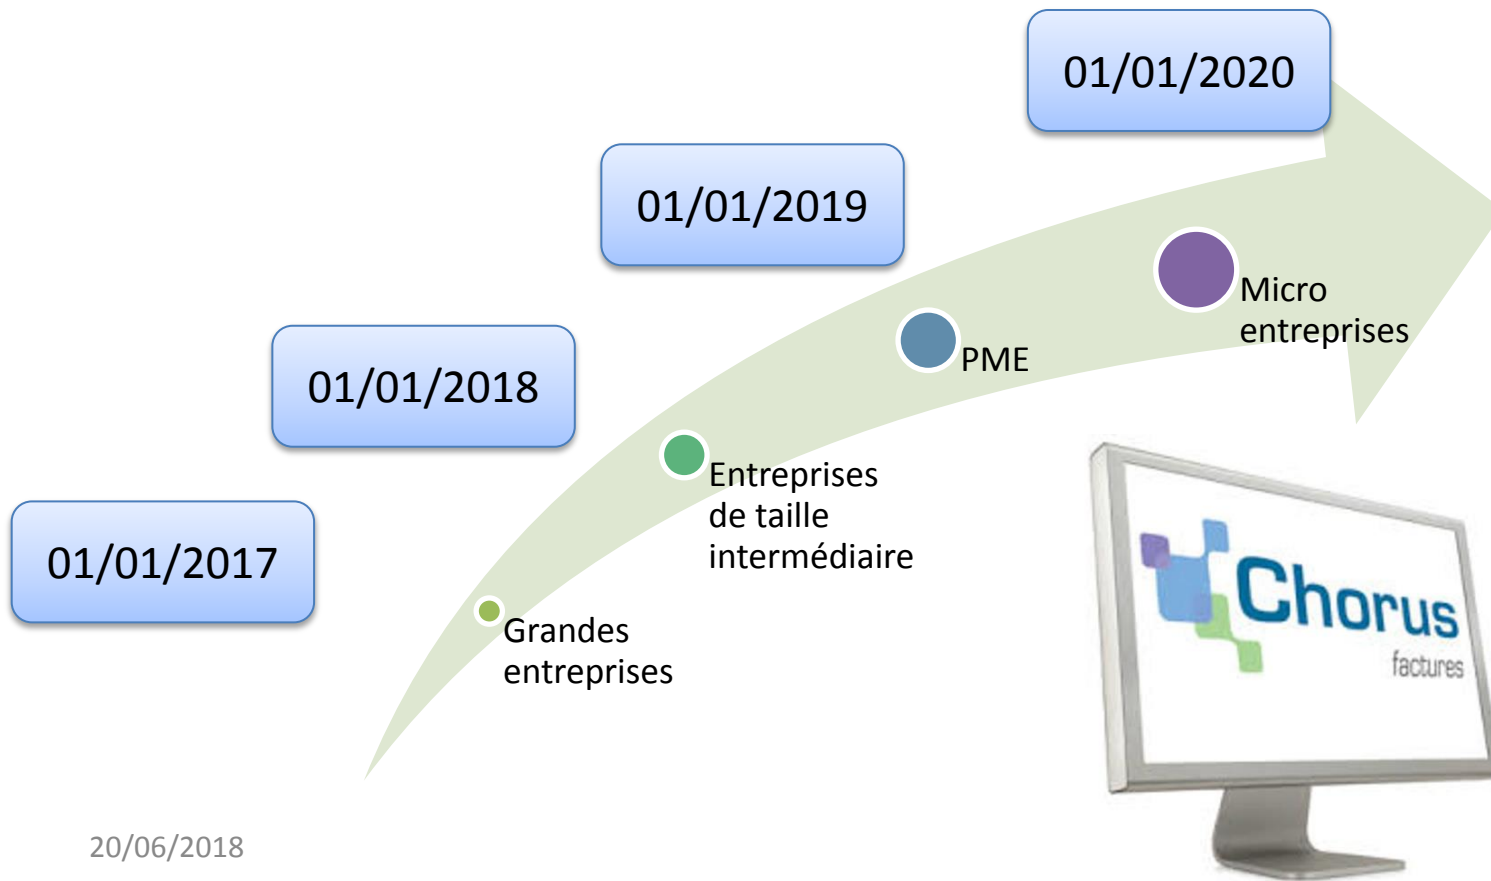 01/01/2020
01/01/2019
01/01/2018
01/01/2017
Micro
entreprises
PME
Entreprises
de taille
intermédiaire
Grandes
entreprises
Chorus
factures
20/06/2018